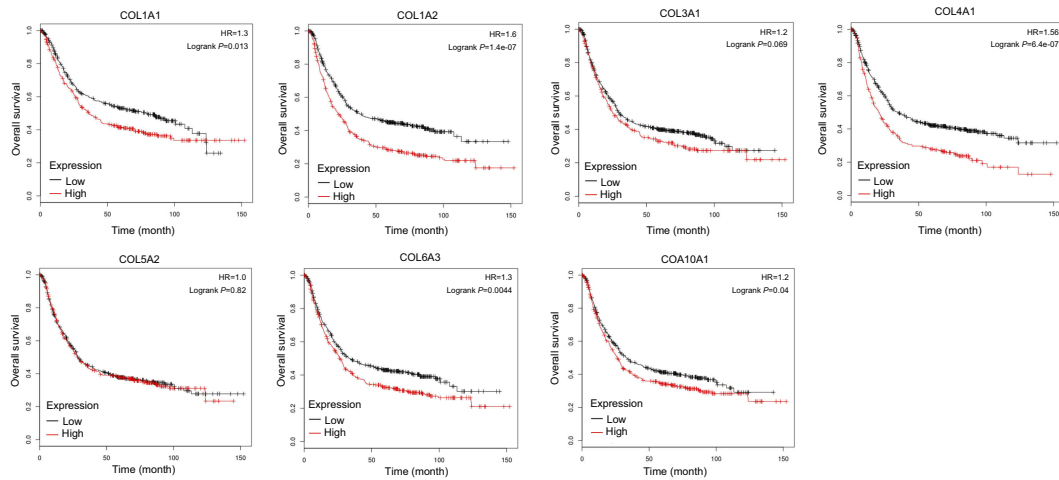 COL1A1
HR=1.3
Logrank P=0.013
Overall survival
0.0 0.2 0.4 0.6 0.8 1.0
Expression
Low
High
0 50 100 150
Time (month)
COL1A2
HR=1.6
Logrank P=1.4e-07
Overall survival
0.0 0.2 0.4 0.6 0.8 1.0
Expression
Low
High
0 50 100 150
Time (month)
COL3A1
HR=1.2
Logrank P=0.069
Overall survival
0.0 0.2 0.4 0.6 0.8 1.0
Expression
Low
High
0 50 100 150
Time (month)
COL4A1
HR=1.56
Logrank P=6.4e-07
Overall survival
0.0 0.2 0.4 0.6 0.8 1.0
Expression
Low
High
0 50 100 150
Time (month)
COL5A2
HR=1.0
Logrank P=0.82
Overall survival
0.0 0.2 0.4 0.6 0.8 1.0
Expression
Low
High
0 50 100 150
Time (month)
COL6A3
HR=1.3
Logrank P=0.0044
Overall survival
0.0 0.2 0.4 0.6 0.8 1.0
Expression
Low
High
0 50 100 150
Time (month)
COA10A1
HR=1.2
Logrank P=0.04
Overall survival
0.0 0.2 0.4 0.6 0.8 1.0
Expression
Low
High
0 50 100 150
Time (month)